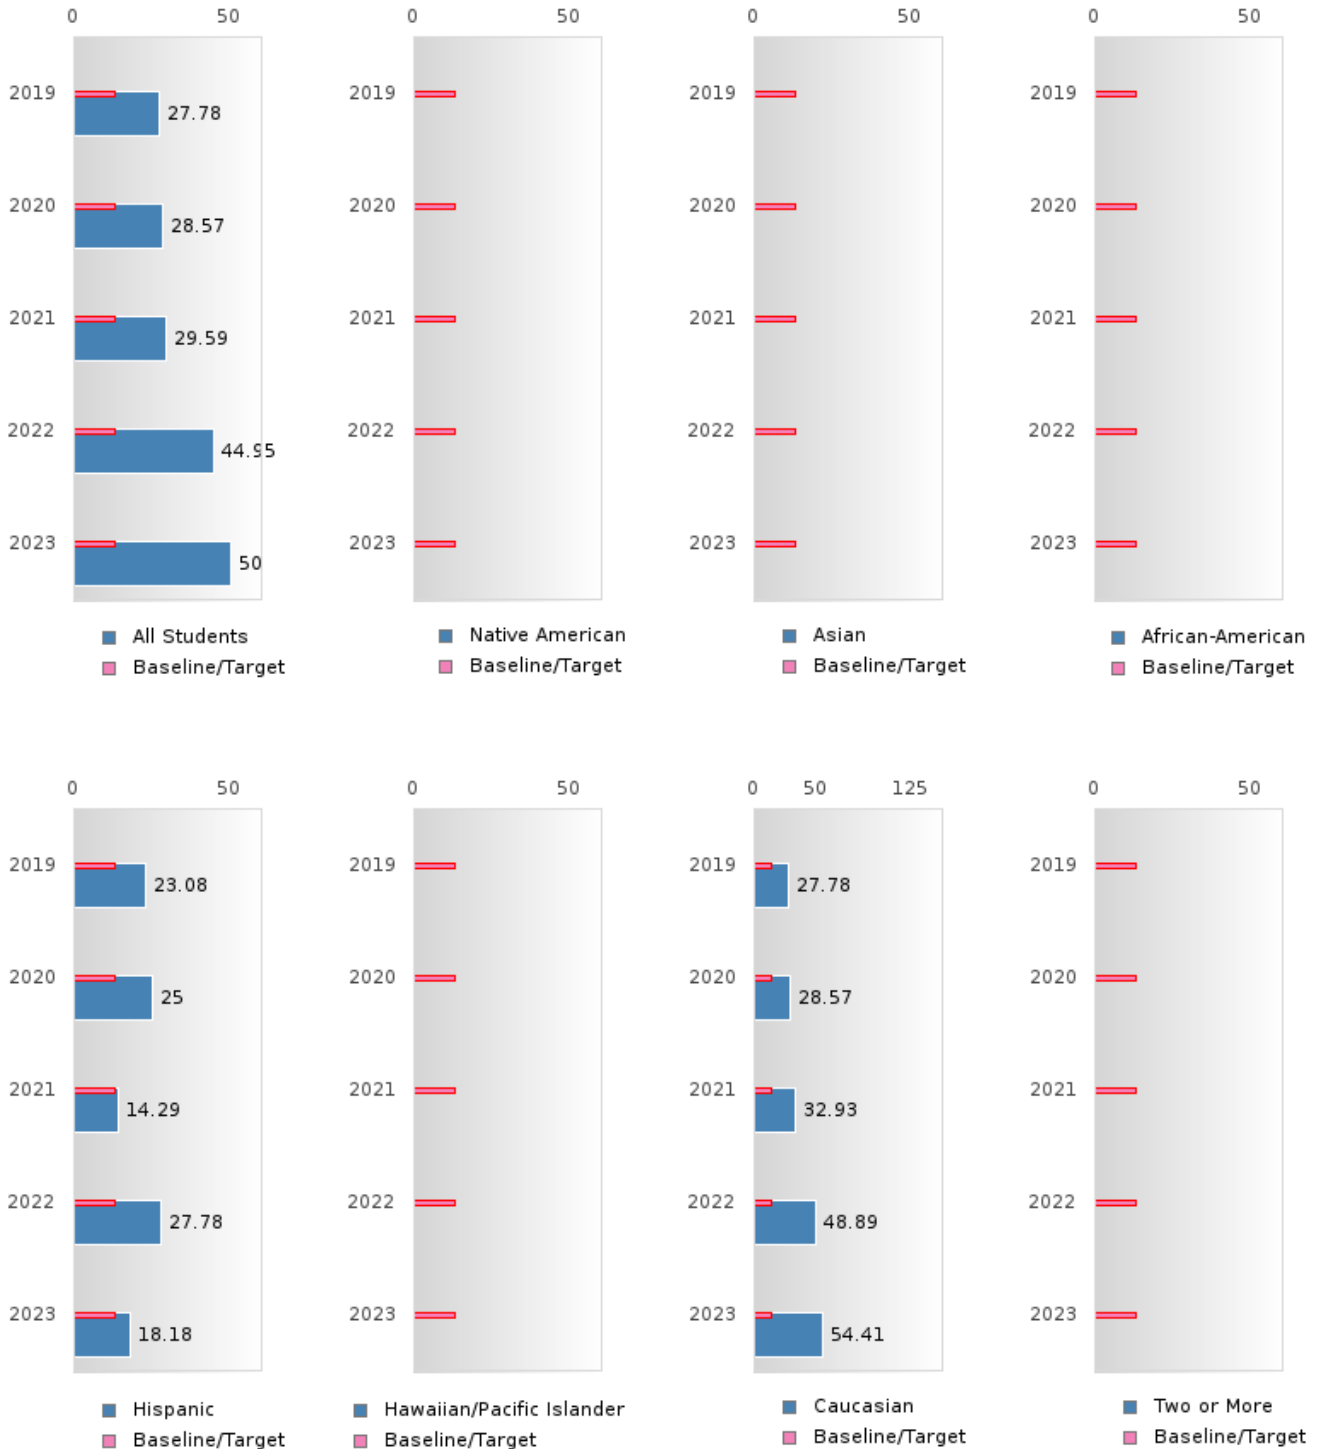 0 50
2019 27.78
2020 28.57
2021 29.59
2022 44.95
2023 50
All Students
Baseline/Target
0 50
2019
2020
2021
2022
2023
Native American
Baseline/Target
0 50
2019
2020
2021
2022
2023
Asian
Baseline/Target
0 50
2019
2020
2021
2022
2023
African-American
Baseline/Target
0 50
2019 23.08
2020 25
2021 14.29
2022 27.78
2023 18.18
Hispanic
Baseline/Target
0 50
2019
2020
2021
2022
2023
Hawaiian/Pacific Islander
Baseline/Target
0 50 125
2019 27.78
2020 28.57
2021 32.93
2022 48.89
2023 54.41
Caucasian
Baseline/Target
0 50
2019
2020
2021
2022
2023
Two or More
Baseline/Target